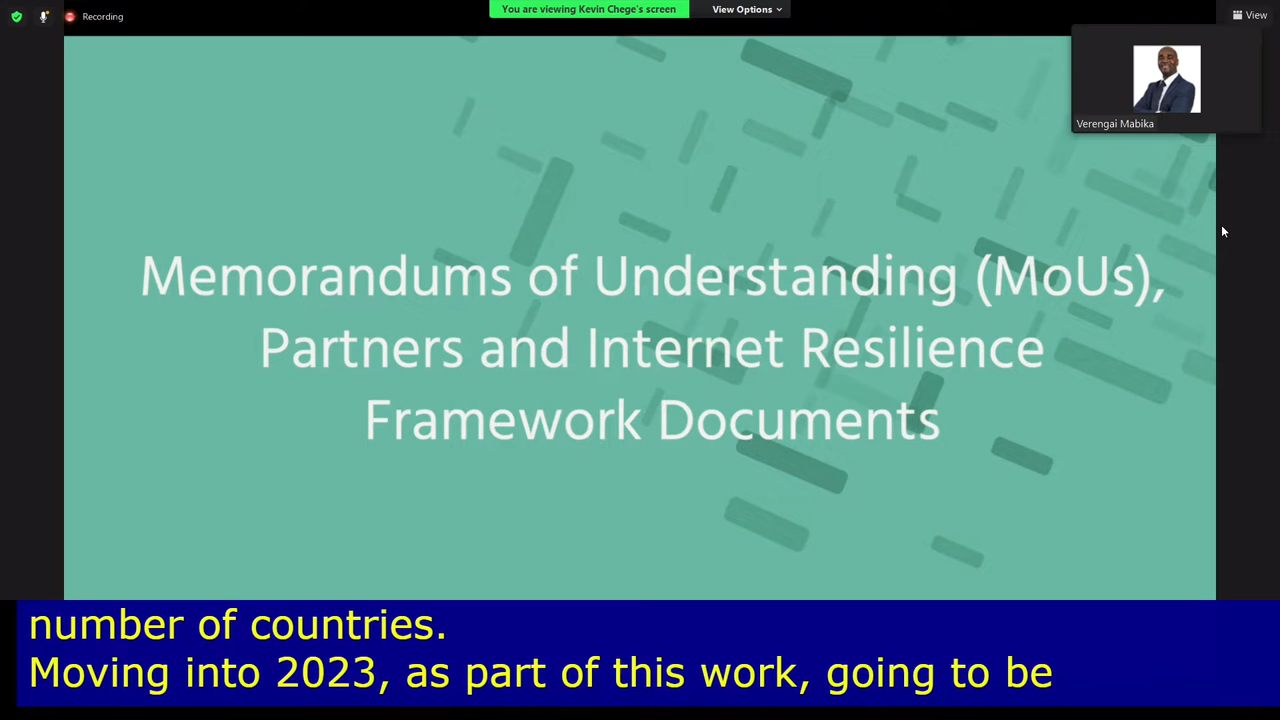 Recording
You are viewing Kevin Chege's screen
View Options
View
Verengai Mabika
Memorandums of Understanding (MoUs),
Partners and Internet Resilience
Framework Documents
number of countries.
Moving into 2023, as part of this work, going to be